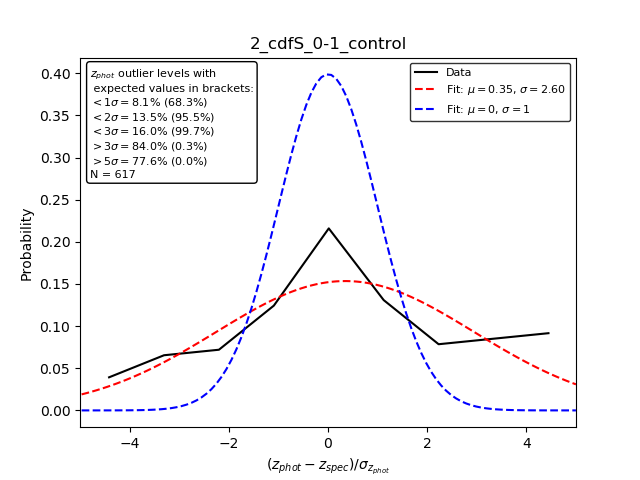 2_cdfS_0-1_control
z_phot outlier levels with
expected values in brackets:
< 1σ = 8.1% (68.3%)
< 2σ = 13.5% (95.5%)
< 3σ = 16.0% (99.7%)
> 3σ = 84.0% (0.3%)
> 5σ = 77.6% (0.0%)
N = 617
Data
Fit: μ = 0.35, σ = 2.60
Fit: μ = 0, σ = 1
Probability
0.40
0.35
0.30
0.25
0.20
0.15
0.10
0.05
0.00
−4 −2 0 2 4
(z_phot − z_spec)/σ_z_phot